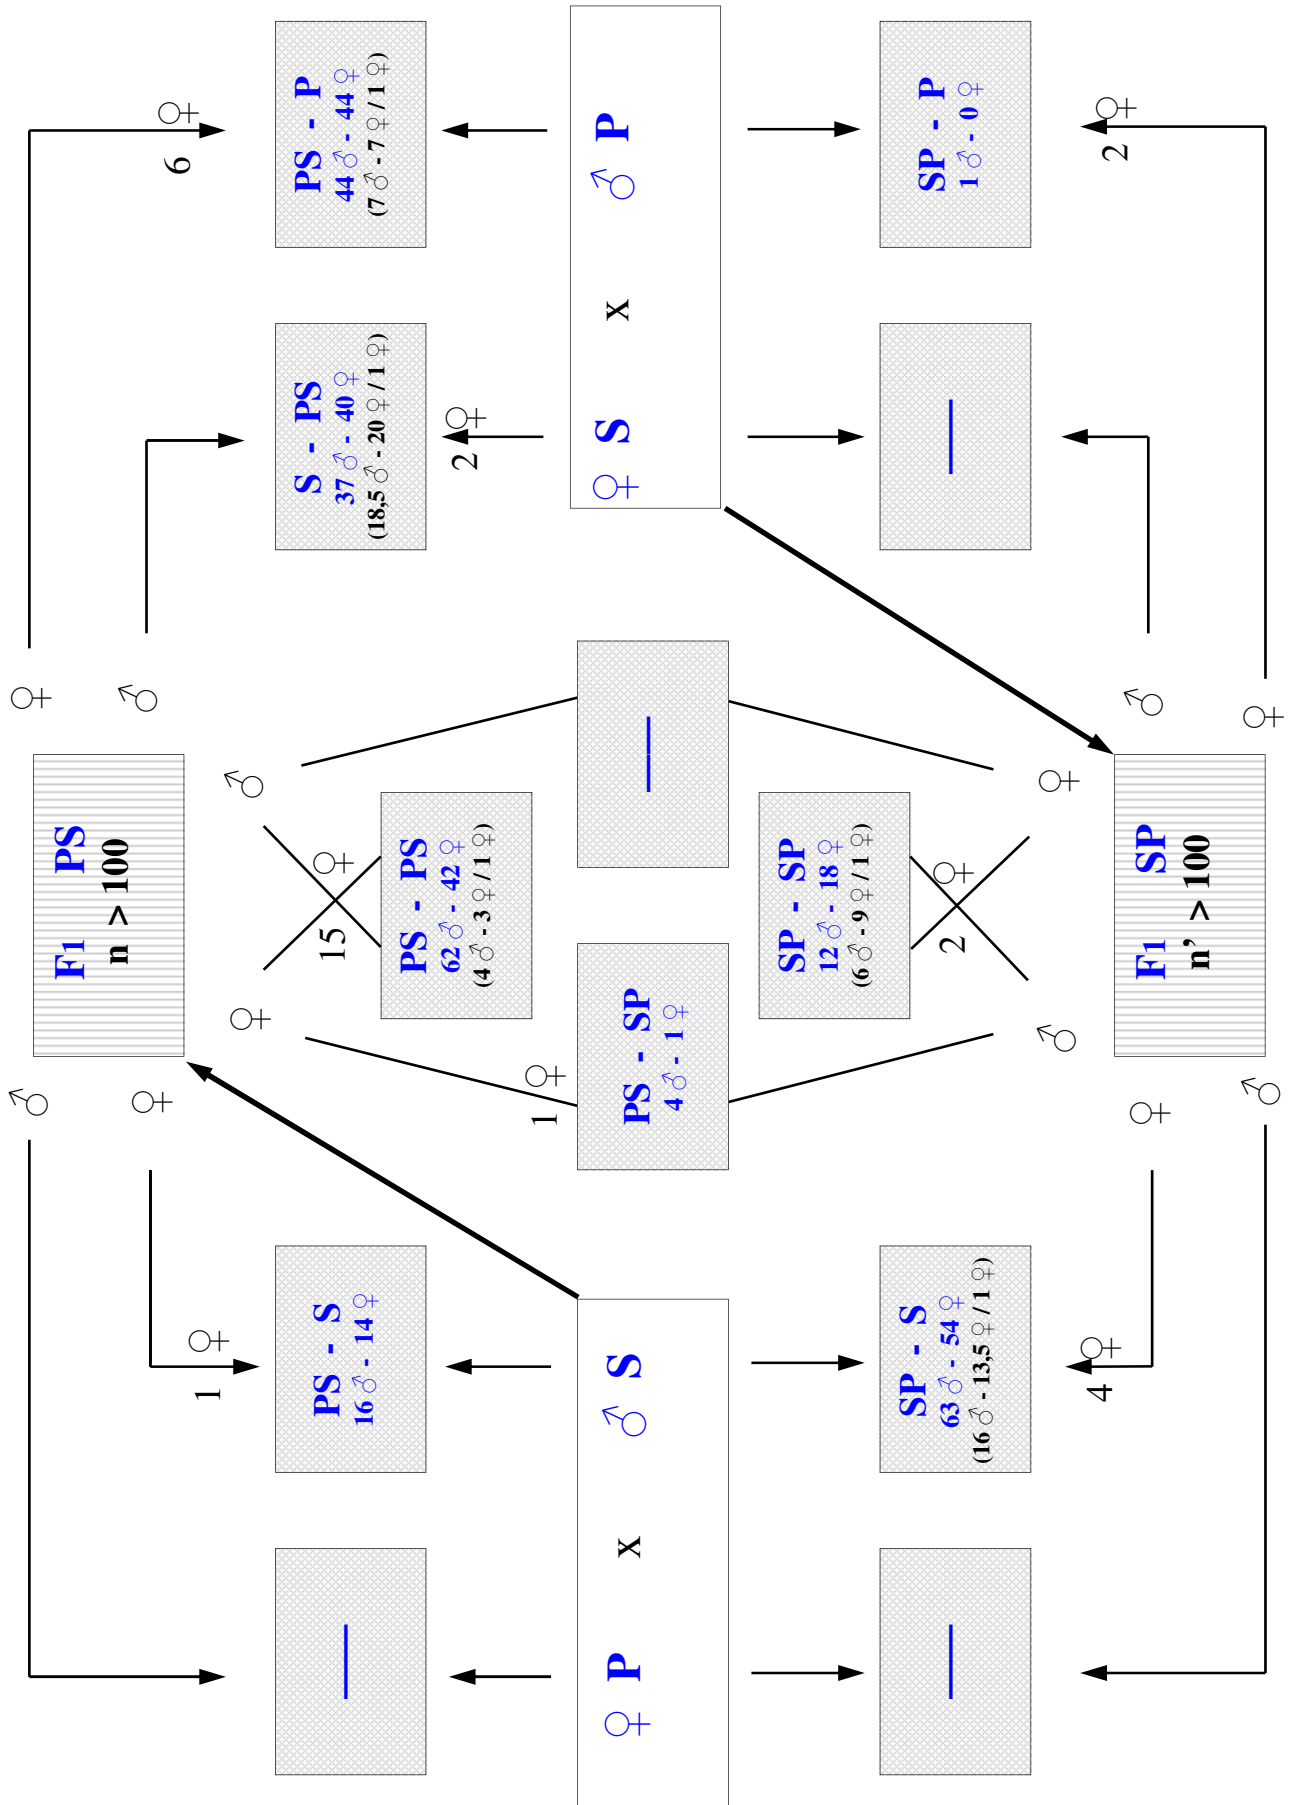 ♂
♀
F1 PS
n > 100
♀
♂
♀
♂
1 ♀
6 ♀
—
PS - S
16 ♂ - 14 ♀
S - PS
37 ♂ - 40 ♀
(18,5 ♂ - 20 ♀ / 1 ♀)
PS - P
44 ♂ - 44 ♀
(7 ♂ - 7 ♀ / 1 ♀)
15 ♀
PS - PS
62 ♂ - 42 ♀
(4 ♂ - 3 ♀ / 1 ♀)
2 ♀
1 ♀
♀ P x ♂ S
PS - SP
4 ♂ - 1 ♀
—
♀ S x ♂ P
SP - SP
12 ♂ - 18 ♀
(6 ♂ - 9 ♀ / 1 ♀)
2 ♀
—
SP - S
63 ♂ - 54 ♀
(16 ♂ - 13,5 ♀ / 1 ♀)
—
SP - P
1 ♂ - 0 ♀
♂
♀
4 ♀
2 ♀
♀
♂
F1 SP
n' > 100
♂
♀